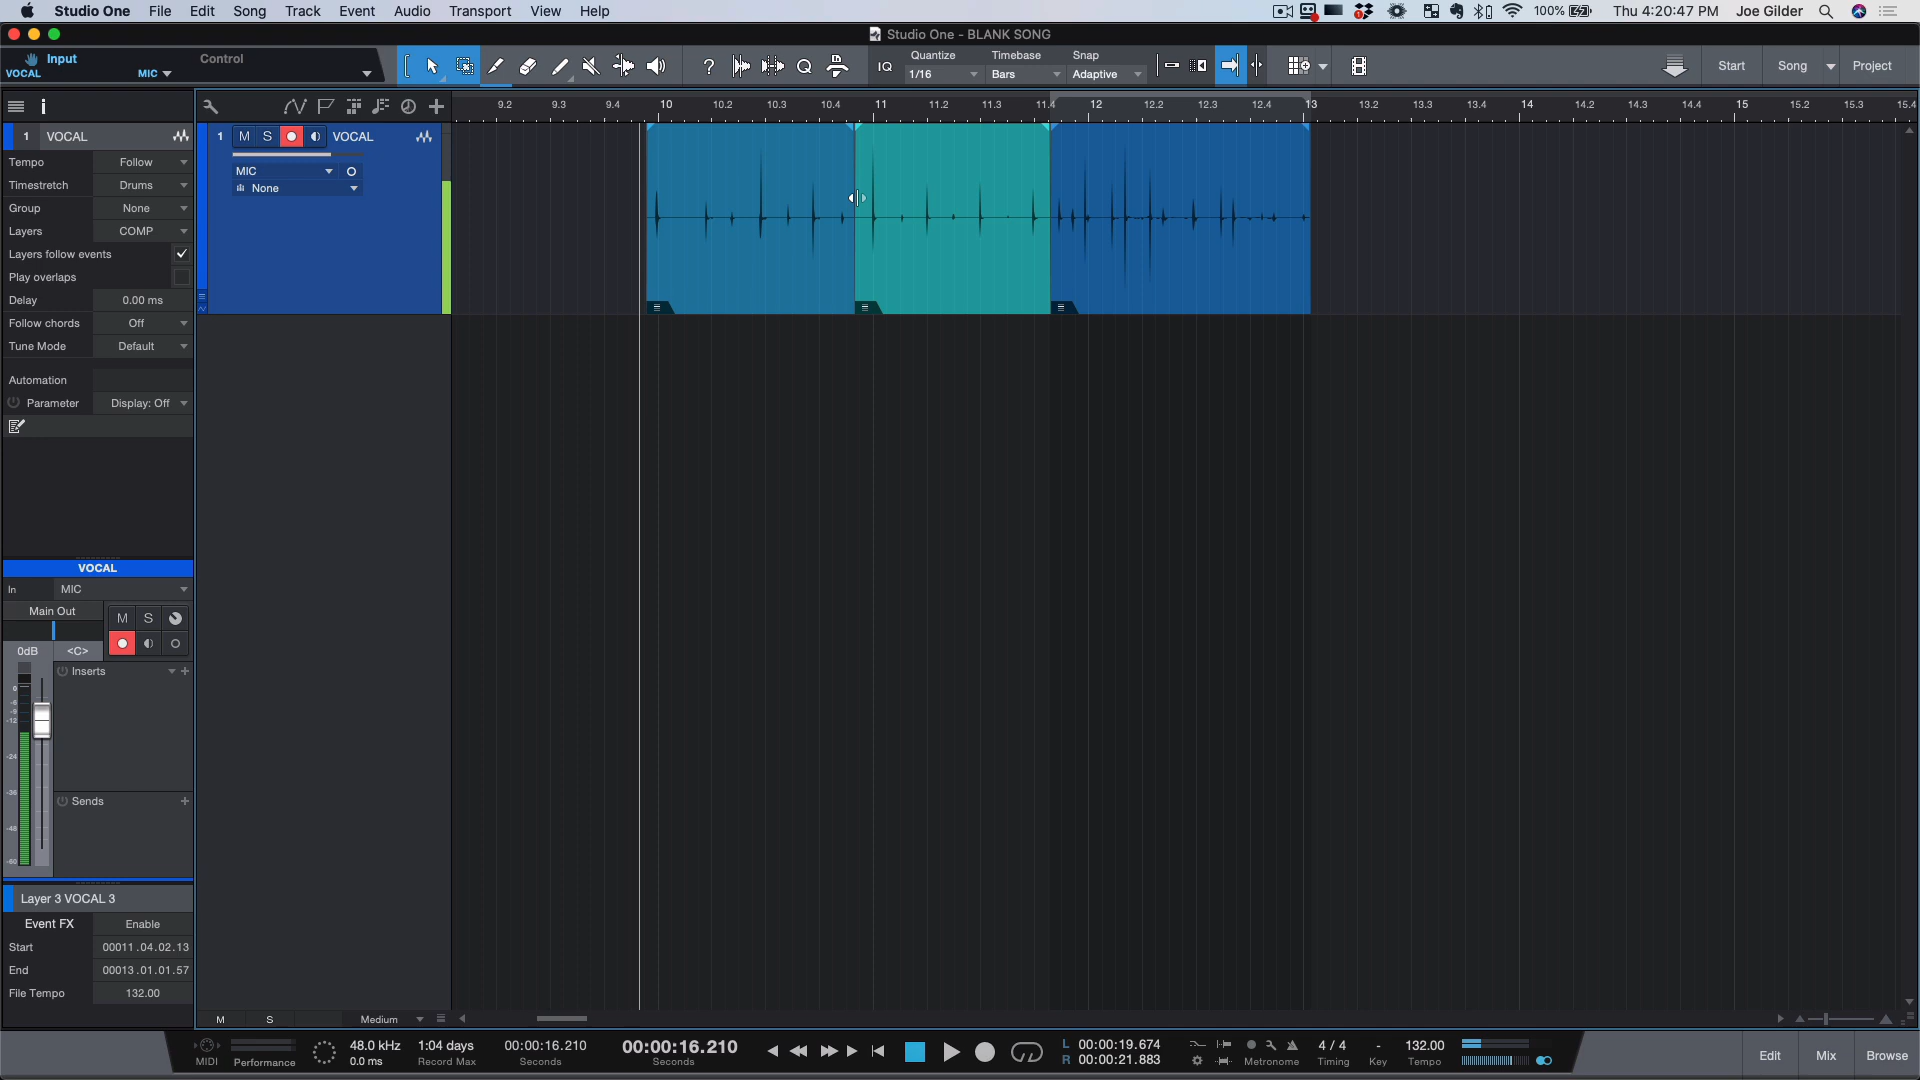 Studio One File Edit Song Track Event Audio Transport View Help 100% Thu 4:20:47 PM Joe Gilder
Studio One - BLANK SONG
Input Control
VOCAL MIC
IQ Quantize Timebase Snap
1/16 Bars Adaptive
Start Song Project
9.2 9.3 9.4 10 10.2 10.3 10.4 11 11.2 11.3 11.4 12 12.2 12.3 12.4 13 13.2 13.3 13.4 14 14.2 14.3 14.4 15 15.2 15.3 15.4
1 VOCAL
1 M S VOCAL
MIC
None
Tempo Follow
Timestretch Drums
Group None
Layers COMP
Layers follow events
Play overlaps
Delay 0.00 ms
Follow chords Off
Tune Mode Default
Automation
Parameter Display: Off
VOCAL
In MIC
Main Out M S
0dB <C>
Inserts
0
-6
-9
-12
-24
-36
-48
-60
Sends
Layer 3 VOCAL 3
Event FX Enable
Start 00011.04.02.13
End 00013.01.01.57
File Tempo 132.00
M S Medium
MIDI Performance
48.0 kHz
0.0 ms
1:04 days
Record Max
00:00:16.210
Seconds
00:00:16.210
Seconds
L 00:00:19.674
R 00:00:21.883
Metronome
4 / 4
Timing
-
Key
132.00
Tempo
Edit Mix Browse